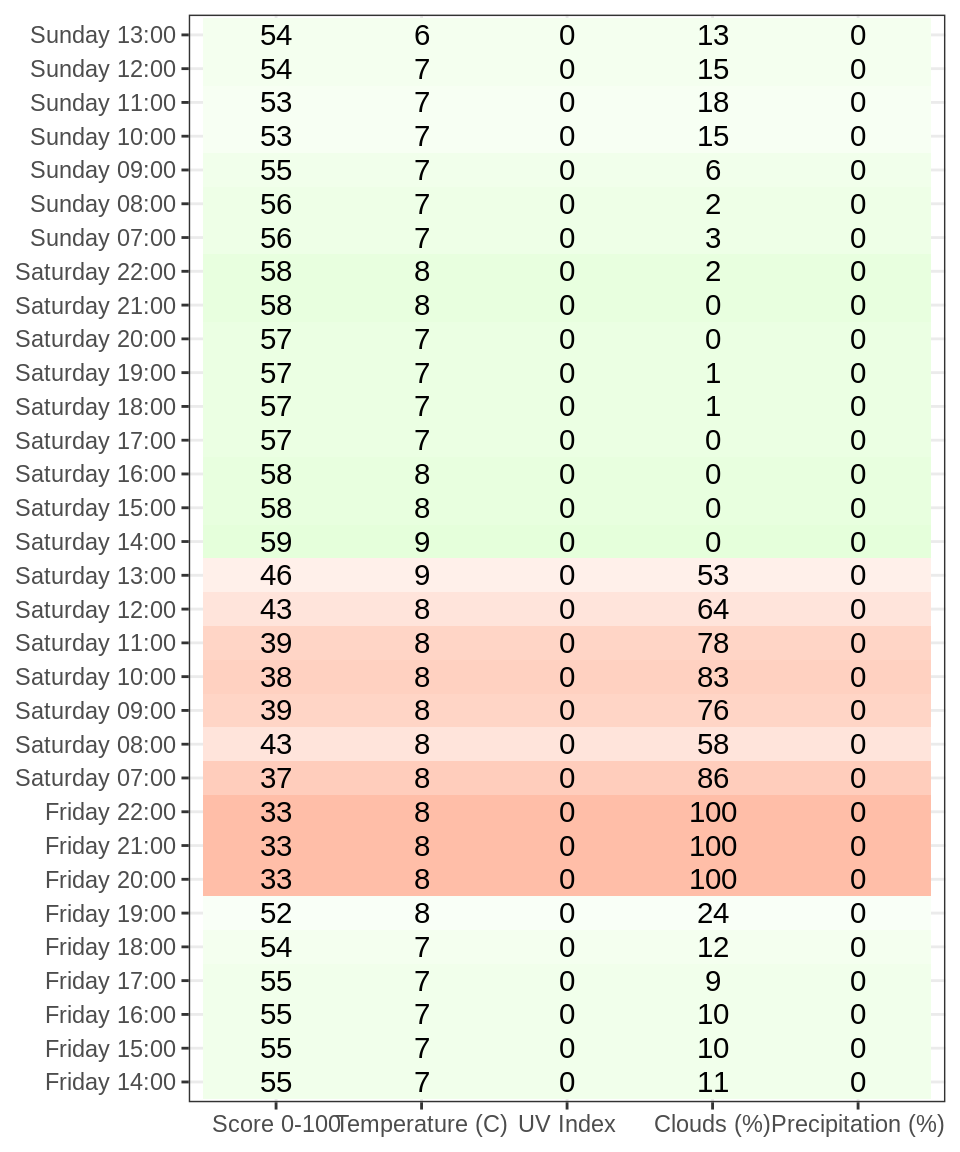 Sunday 13:00 54 6 0 13 0
Sunday 12:00 54 7 0 15 0
Sunday 11:00 53 7 0 18 0
Sunday 10:00 53 7 0 15 0
Sunday 09:00 55 7 0 6 0
Sunday 08:00 56 7 0 2 0
Sunday 07:00 56 7 0 3 0
Saturday 22:00 58 8 0 2 0
Saturday 21:00 58 8 0 0 0
Saturday 20:00 57 7 0 0 0
Saturday 19:00 57 7 0 1 0
Saturday 18:00 57 7 0 1 0
Saturday 17:00 57 7 0 0 0
Saturday 16:00 58 8 0 0 0
Saturday 15:00 58 8 0 0 0
Saturday 14:00 59 9 0 0 0
Saturday 13:00 46 9 0 53 0
Saturday 12:00 43 8 0 64 0
Saturday 11:00 39 8 0 78 0
Saturday 10:00 38 8 0 83 0
Saturday 09:00 39 8 0 76 0
Saturday 08:00 43 8 0 58 0
Saturday 07:00 37 8 0 86 0
Friday 22:00 33 8 0 100 0
Friday 21:00 33 8 0 100 0
Friday 20:00 33 8 0 100 0
Friday 19:00 52 8 0 24 0
Friday 18:00 54 7 0 12 0
Friday 17:00 55 7 0 9 0
Friday 16:00 55 7 0 10 0
Friday 15:00 55 7 0 10 0
Friday 14:00 55 7 0 11 0
Score 0-100 Temperature (C) UV Index Clouds (%) Precipitation (%)